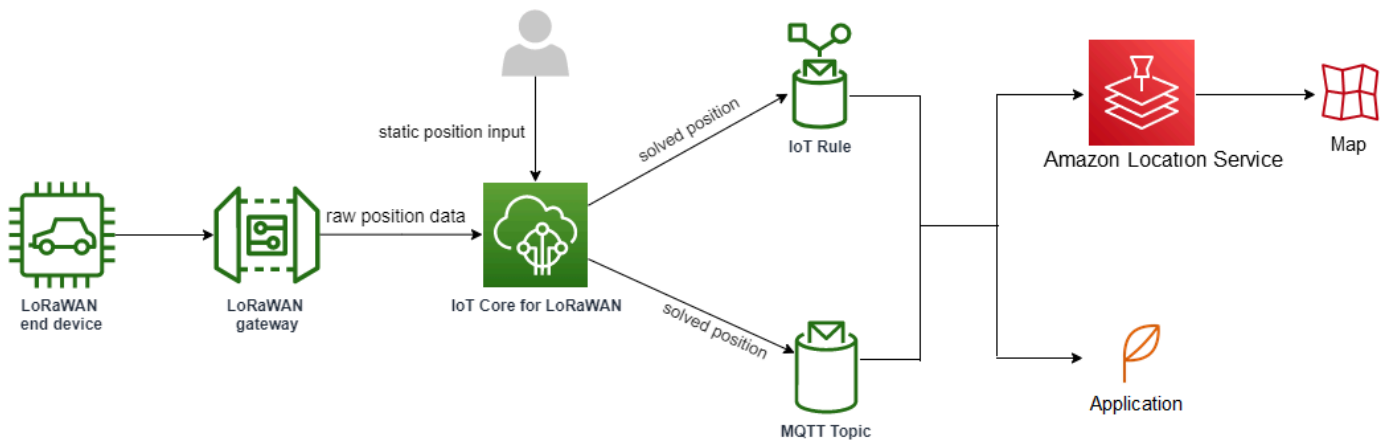 static position input
solved position
IoT Rule
Amazon Location Service
Map
raw position data
LoRaWAN
end device
LoRaWAN
gateway
IoT Core for LoRaWAN
solved position
MQTT Topic
Application